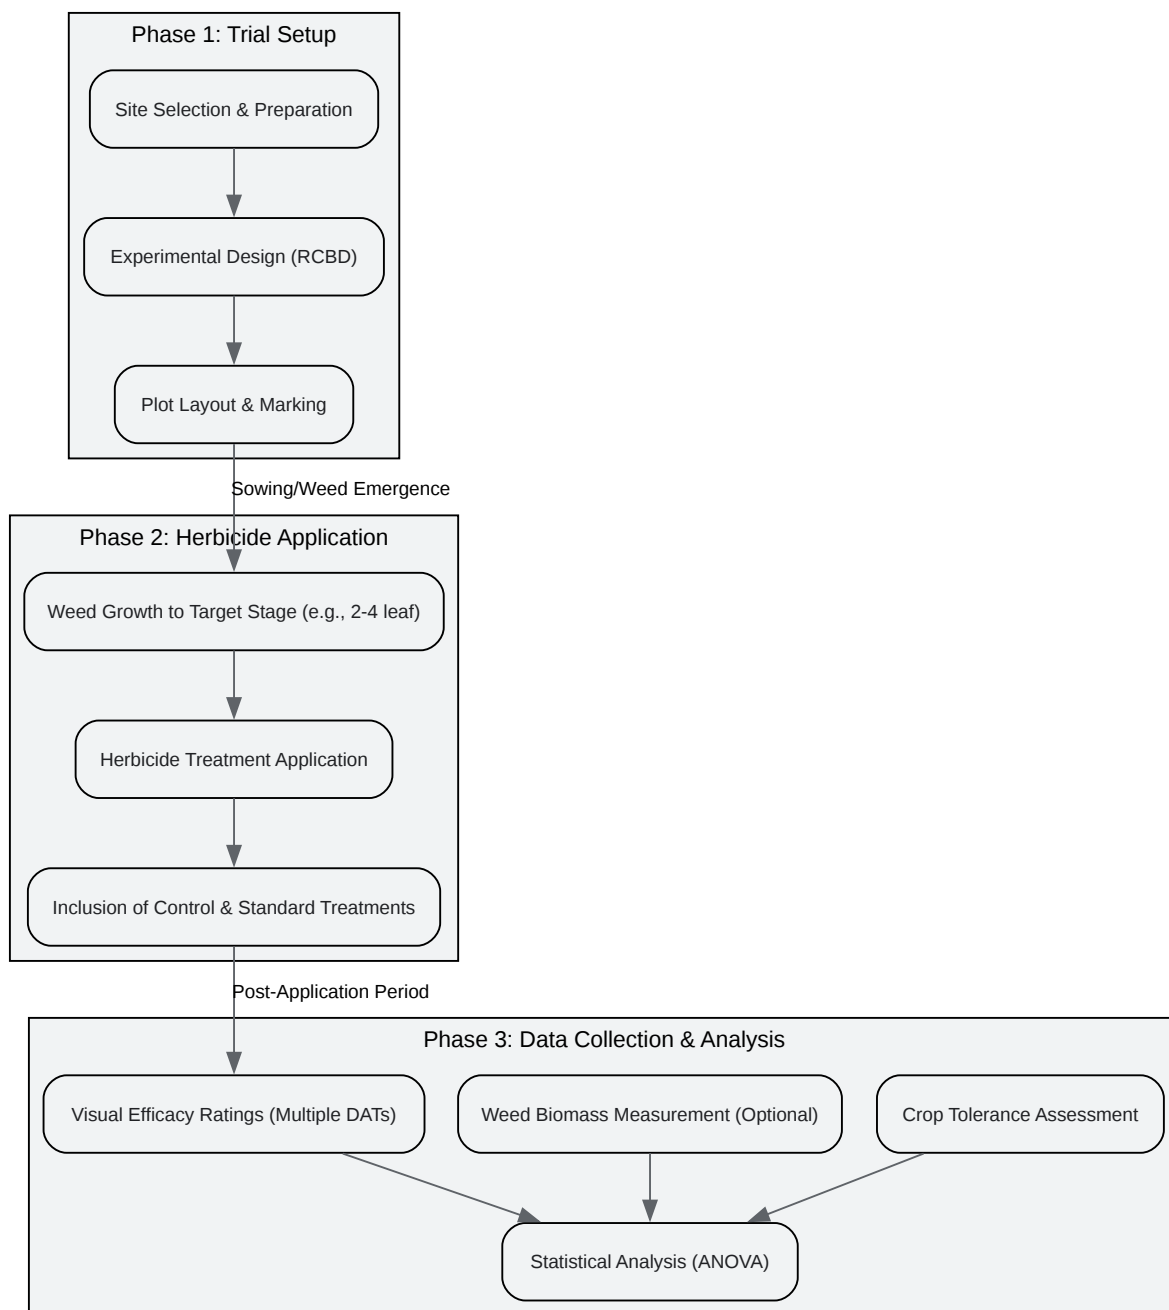 Phase 1: Trial Setup
Site Selection & Preparation
Experimental Design (RCBD)
Plot Layout & Marking
Sowing/Weed Emergence
Phase 2: Herbicide Application
Weed Growth to Target Stage (e.g., 2-4 leaf)
Herbicide Treatment Application
Inclusion of Control & Standard Treatments
Post-Application Period
Phase 3: Data Collection & Analysis
Visual Efficacy Ratings (Multiple DATs)
Weed Biomass Measurement (Optional)
Crop Tolerance Assessment
Statistical Analysis (ANOVA)